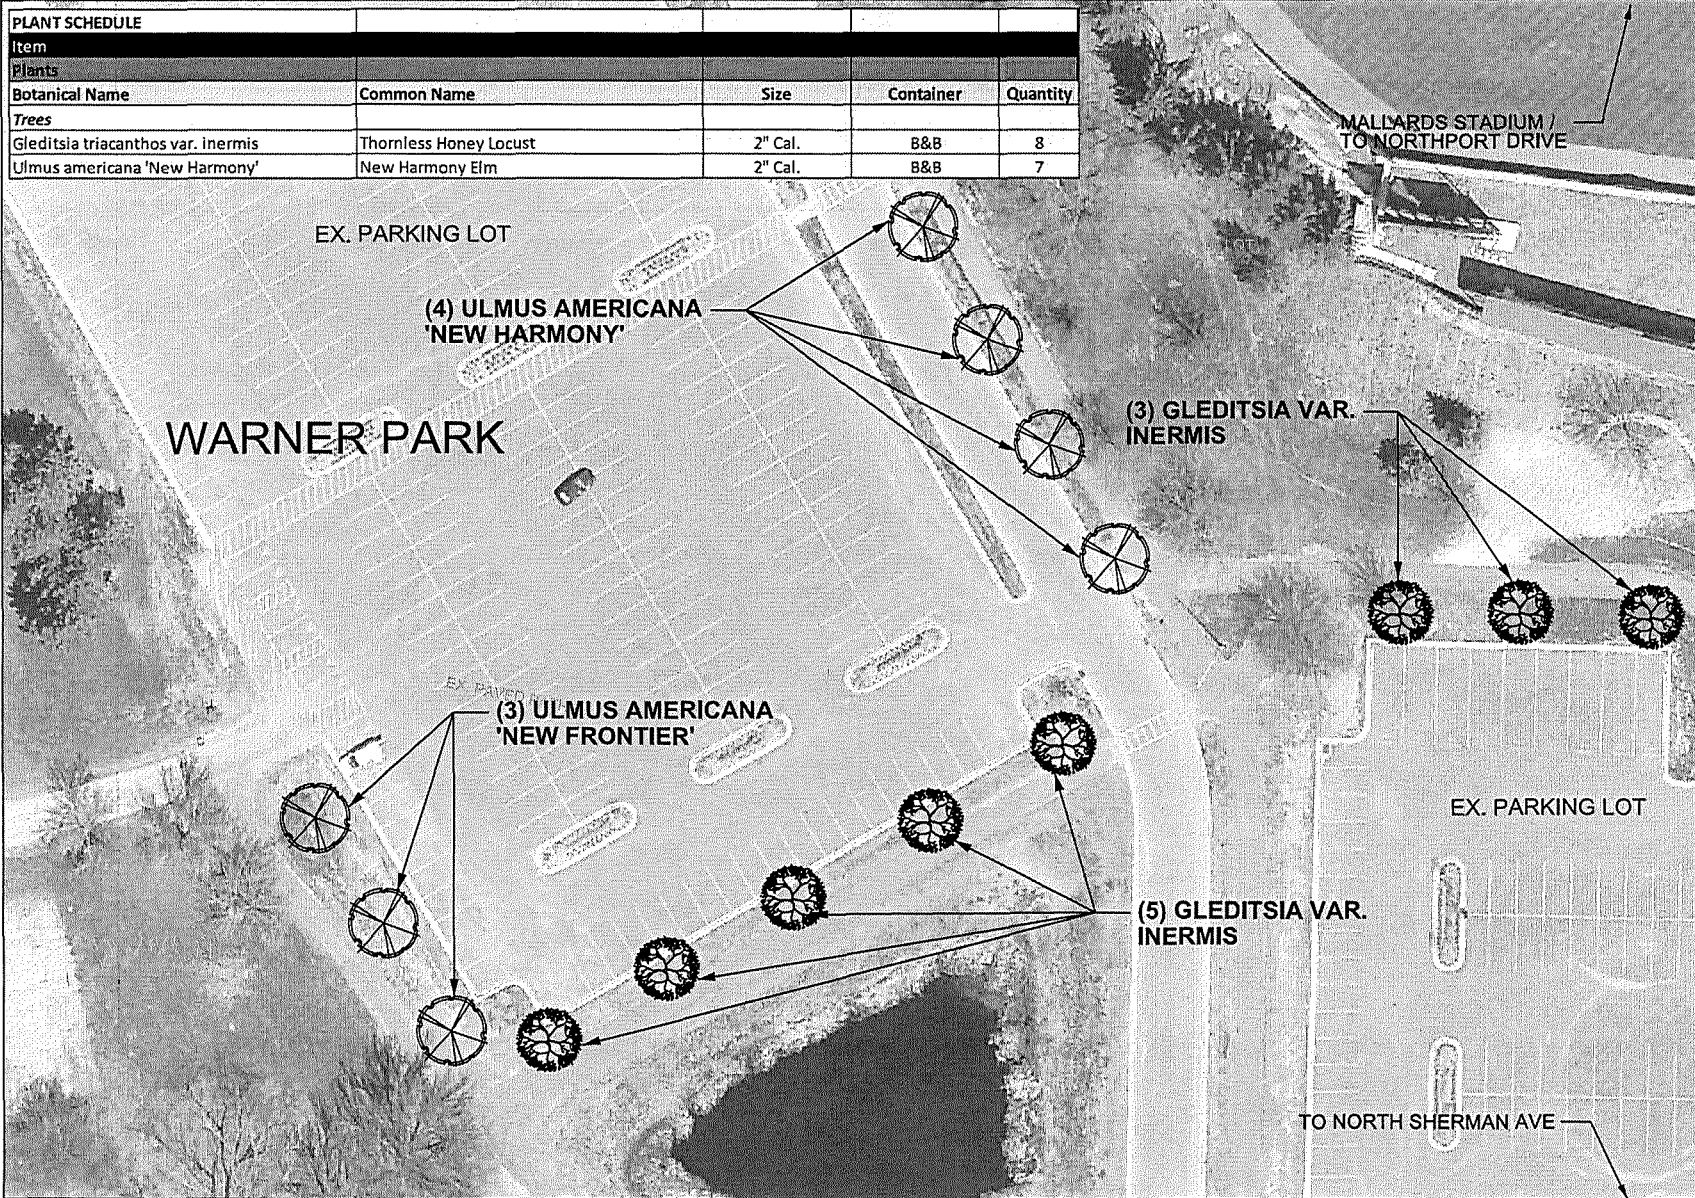 PLANT SCHEDULE
Item
Plants
Botanical Name Common Name Size Container Quantity
Trees
Gleditsia triacanthos var. inermis Thornless Honey Locust 2" Cal. B&B 8
Ulmus americana 'New Harmony' New Harmony Elm 2" Cal. B&B 7
MALLARDS STADIUM /
TO NORTHPORT DRIVE
EX. PARKING LOT
(4) ULMUS AMERICANA
'NEW HARMONY'
(3) GLEDITSIA VAR.
INERMIS
WARNER PARK
(3) ULMUS AMERICANA
'NEW FRONTIER'
EX. PARKING LOT
(5) GLEDITSIA VAR.
INERMIS
TO NORTH SHERMAN AVE